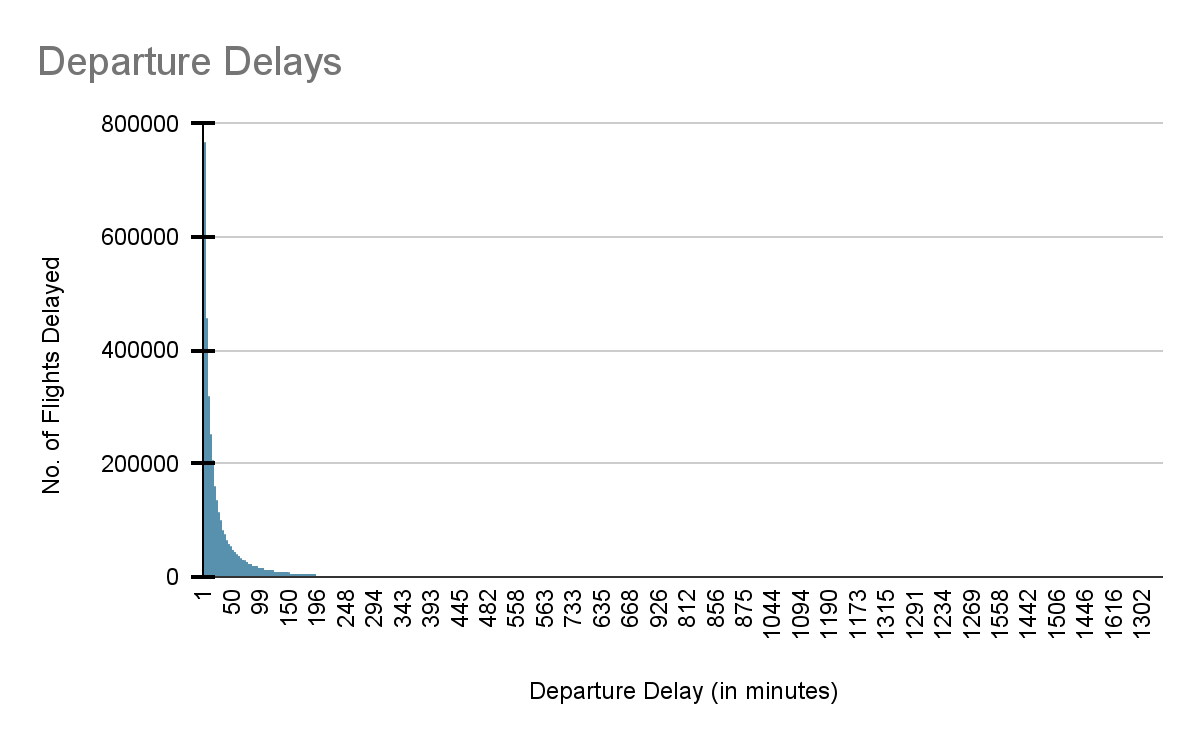 Departure Delays
800000
600000
400000
200000
0
No. of Flights Delayed
1 50 99 150 196 248 294 343 393 445 482 558 563 733 635 668 926 812 856 875 1044 1094 1190 1173 1315 1291 1234 1269 1558 1442 1506 1446 1616 1302
Departure Delay (in minutes)